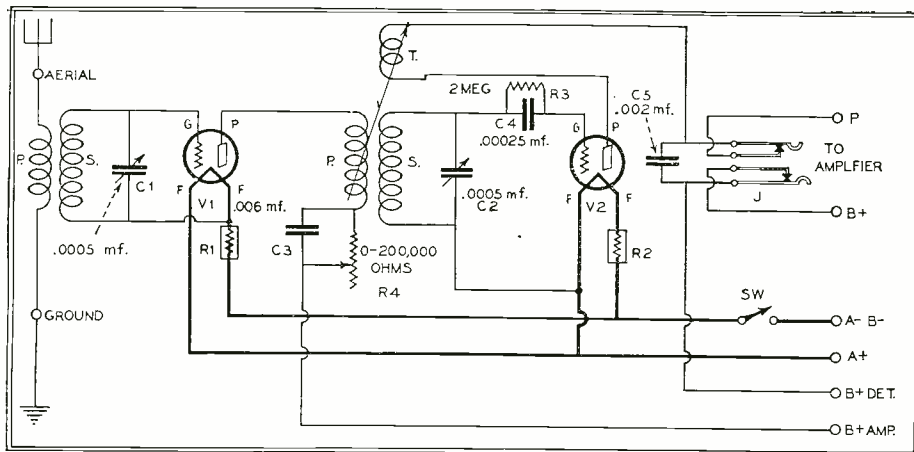 AERIAL
P.
S.
C1
.0005 mf.
GROUND
G
P
F
F
V1
R1
.006 mf.
C3
0-200,000
OHMS
R4
T.
P.
S.
2 MEG
R3
C4
.00025 mf.
.0005 mf.
C2
G
P
F
F
V2
R2
C5
.002 mf.
J
P
TO
AMPLFIER
B+
SW
A- B-
A+
B+ DET.
B+ AMP.